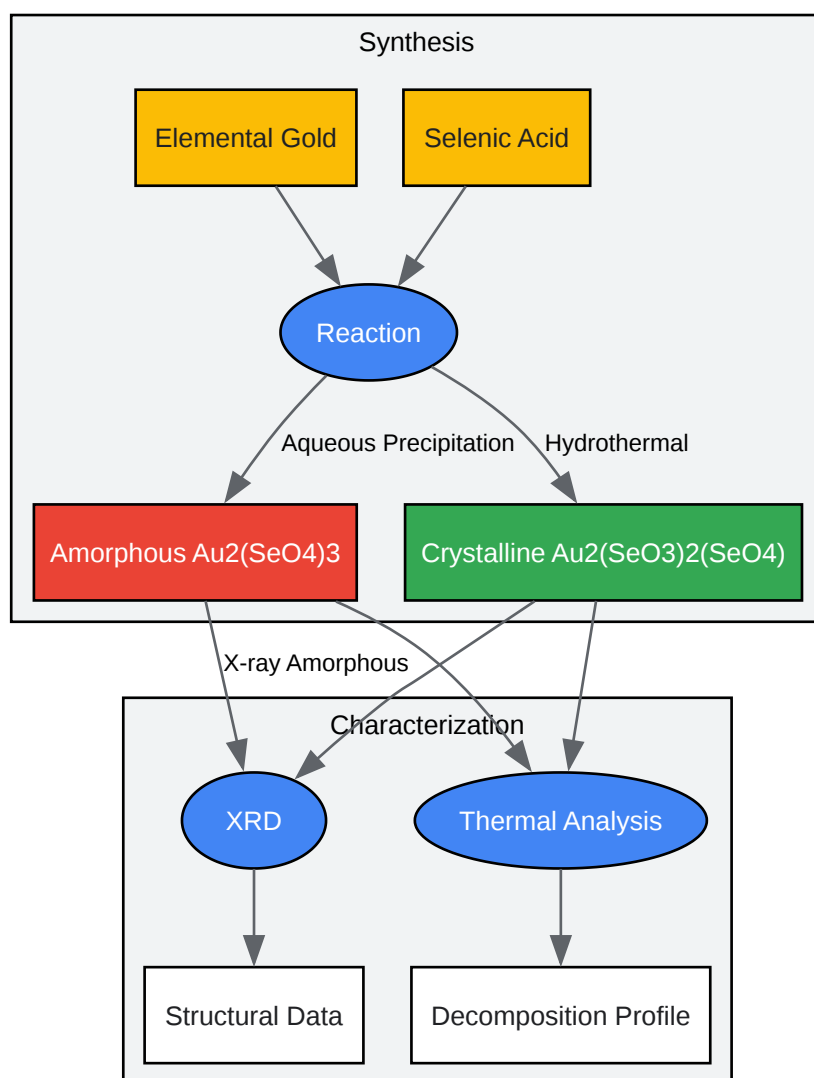 Synthesis
Elemental Gold
Selenic Acid
Reaction
Aqueous Precipitation
Hydrothermal
Amorphous Au2(SeO4)3
Crystalline Au2(SeO3)2(SeO4)
X-ray Amorphous
Characterization
XRD
Thermal Analysis
Structural Data
Decomposition Profile